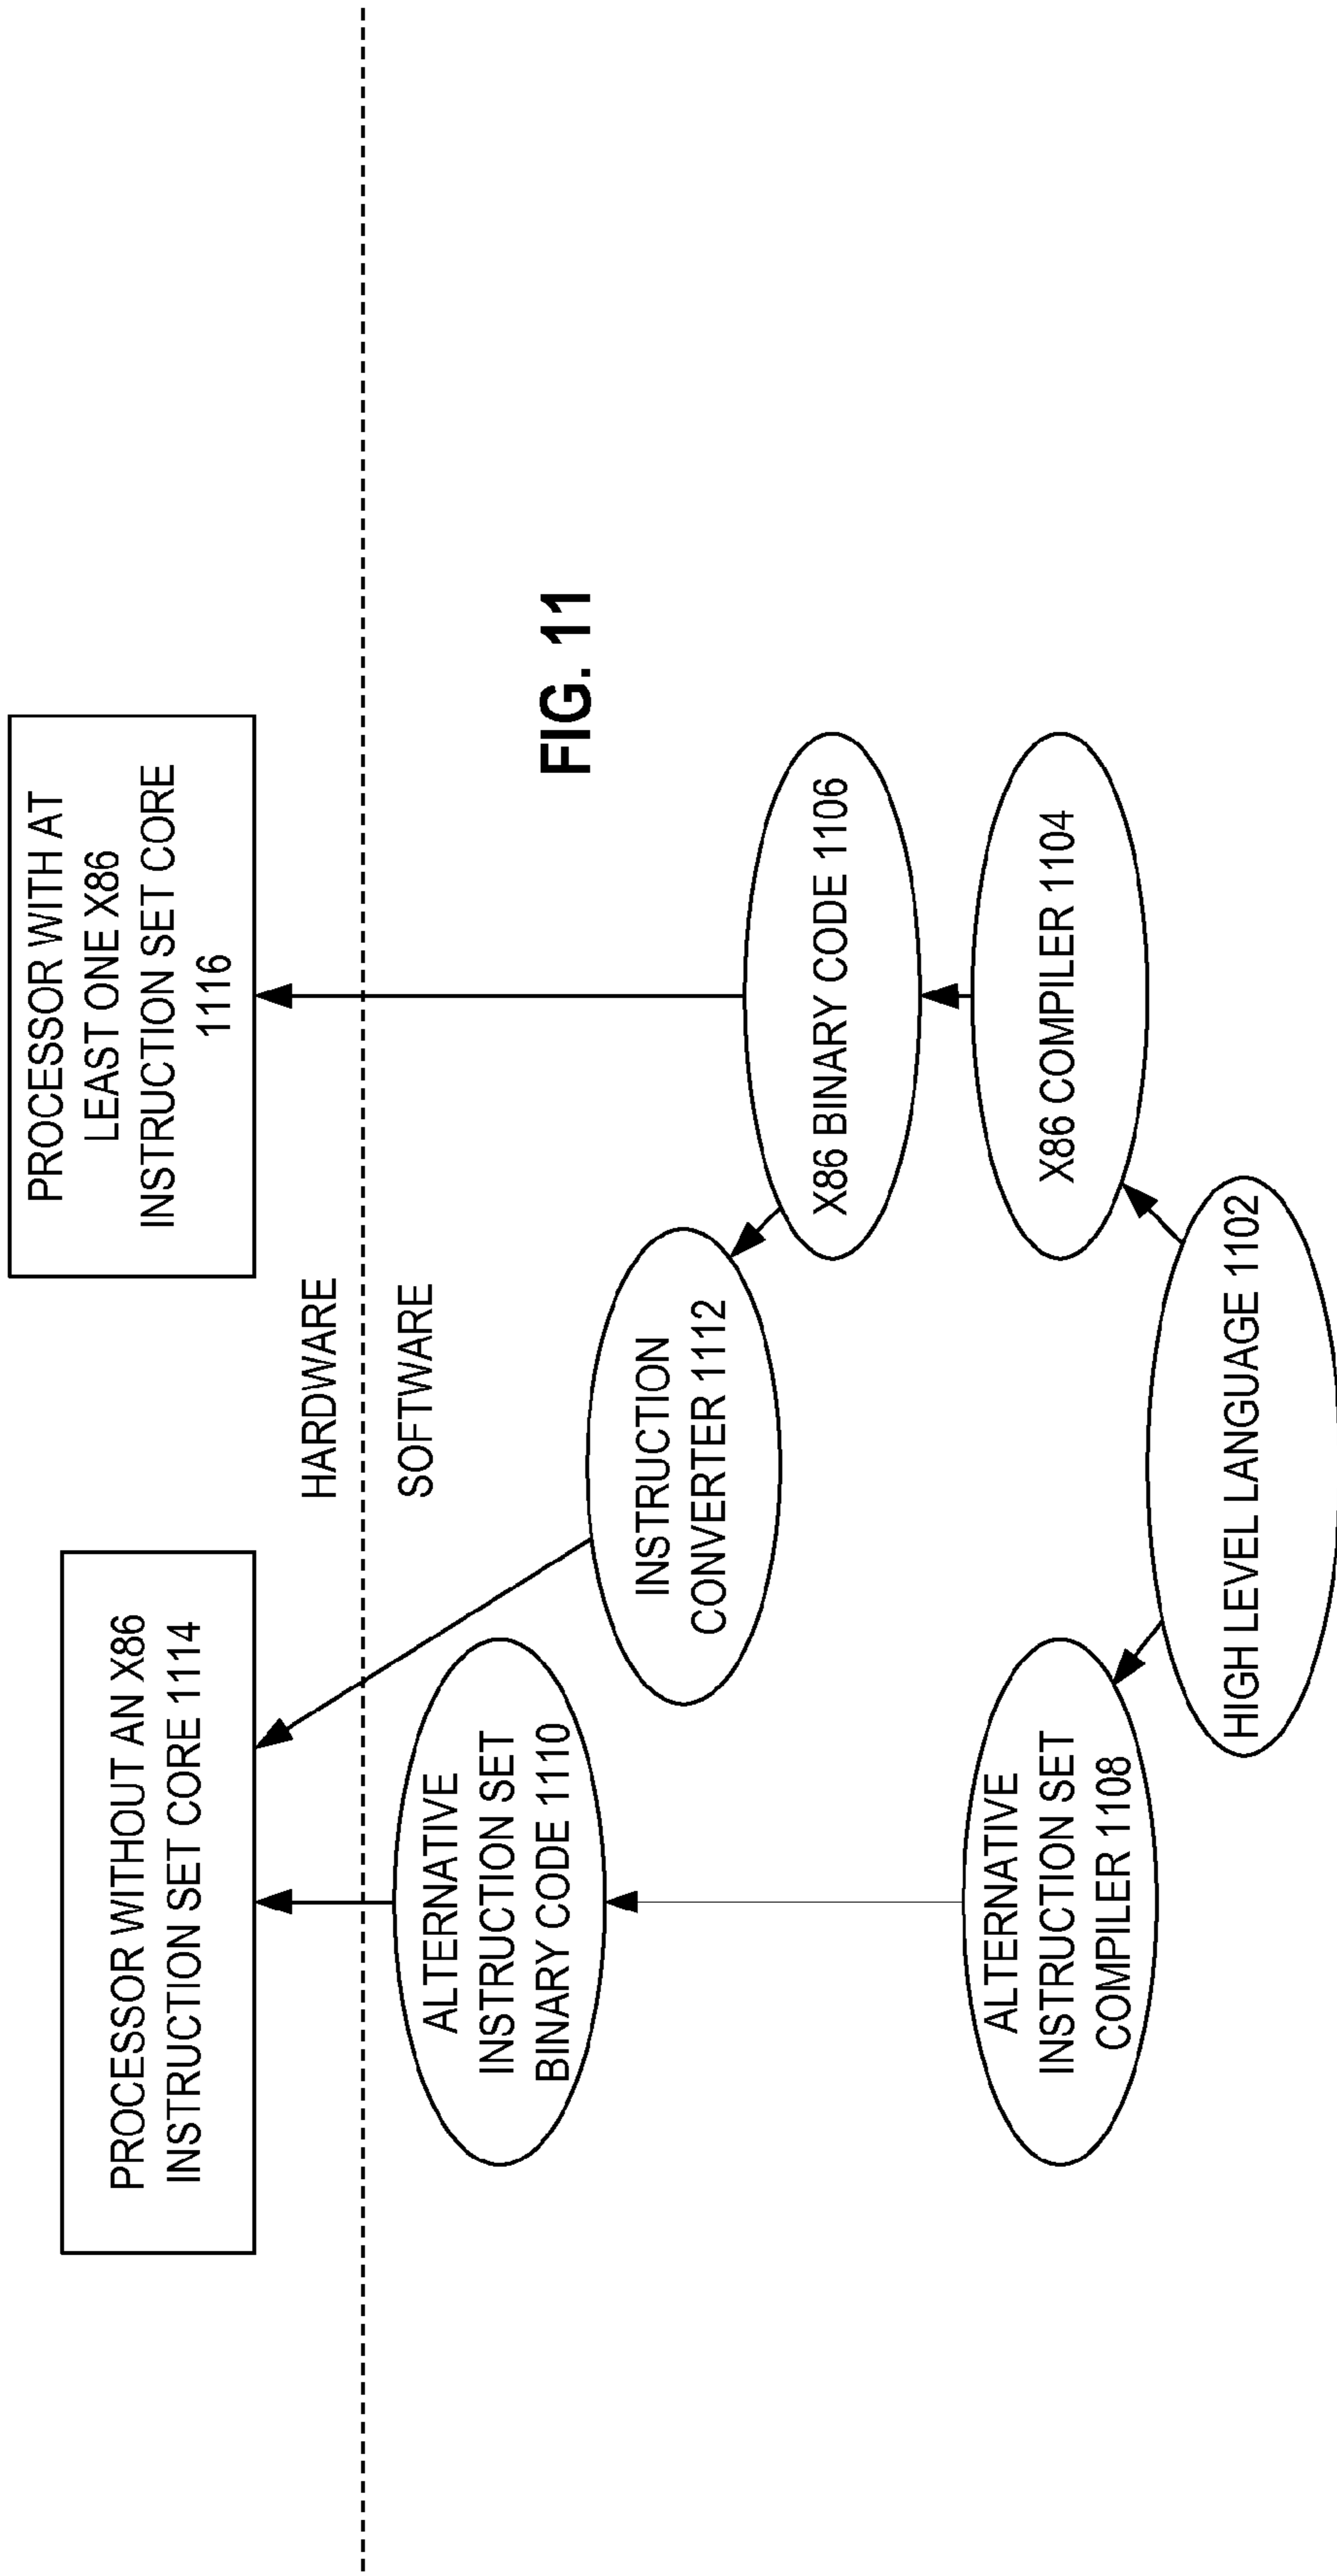 PROCESSOR WITHOUT AN X86
INSTRUCTION SET CORE 1114
PROCESSOR WITH AT
LEAST ONE X86
INSTRUCTION SET CORE
1116
HARDWARE
SOFTWARE
ALTERNATIVE
INSTRUCTION SET
BINARY CODE 1110
FIG. 11
INSTRUCTION
CONVERTER 1112
X86 BINARY CODE 1106
ALTERNATIVE
INSTRUCTION SET
COMPILER 1108
X86 COMPILER 1104
HIGH LEVEL LANGUAGE 1102